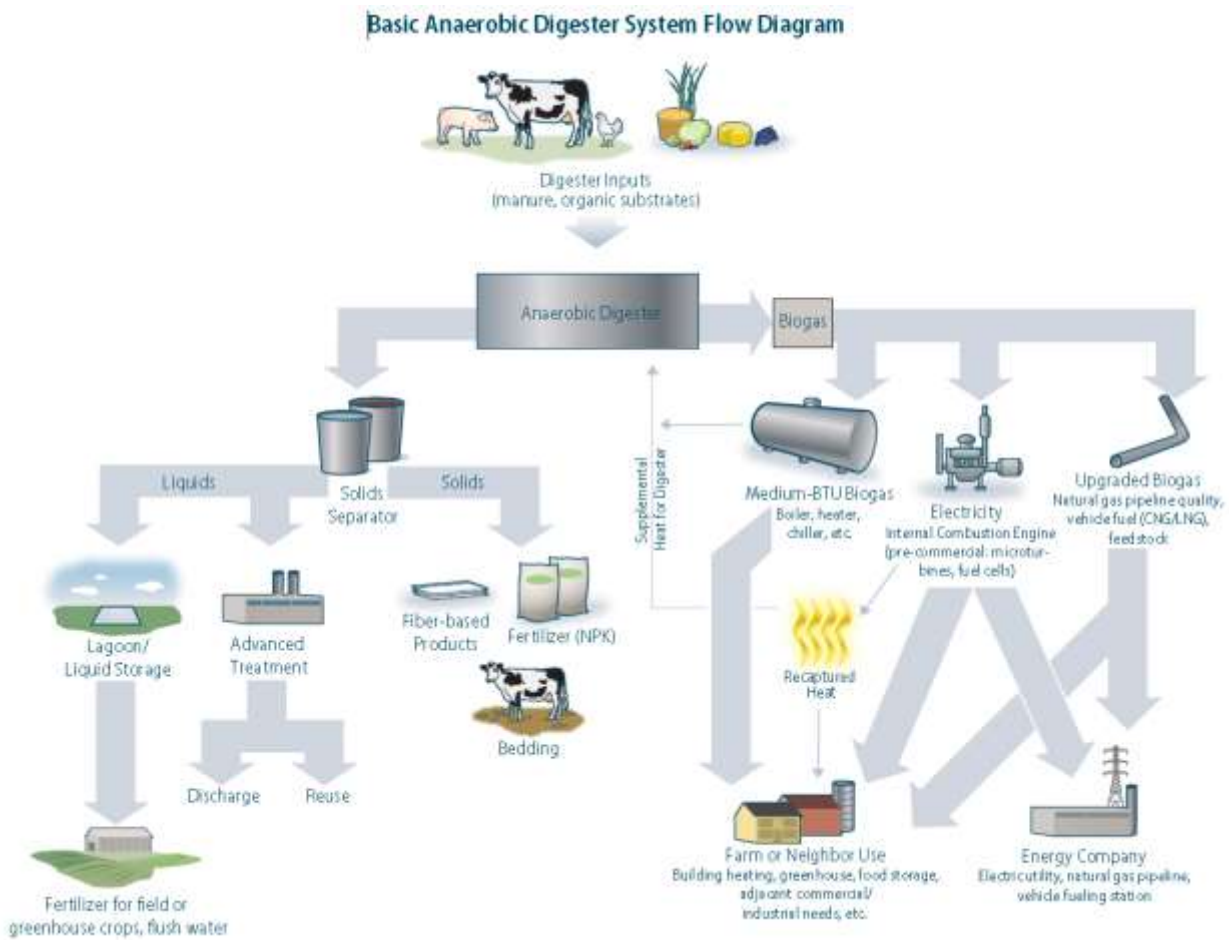 Basic Anaerobic Digester System Flow Diagram
Digester Inputs
(manure, organic substrates)
Anaerobic Digester
Biogas
Liquids
Solids
Separator
Solids
Supplemental
Heat for Digester
Medium-BTU Biogas
Boiler, heater,
chiller, etc.
Electricity
Internal Combustion Engine
(pre-commercial: microtur-
bines, fuel cells)
Upgraded Biogas
Natural gas pipeline quality,
vehicle fuel (CNG/LNG),
feedstock
Lagoon/
Liquid Storage
Advanced
Treatment
Fiber-based
Products
Fertilizer (NPK)
Bedding
Recaptured
Heat
Discharge
Reuse
Fertilizer for field or
greenhouse crops, flush water
Farm or Neighbor Use
Building heating, greenhouse, food storage,
adjacent commercial/
industrial needs, etc.
Energy Company
Electric utility, natural gas pipeline,
vehicle fueling station